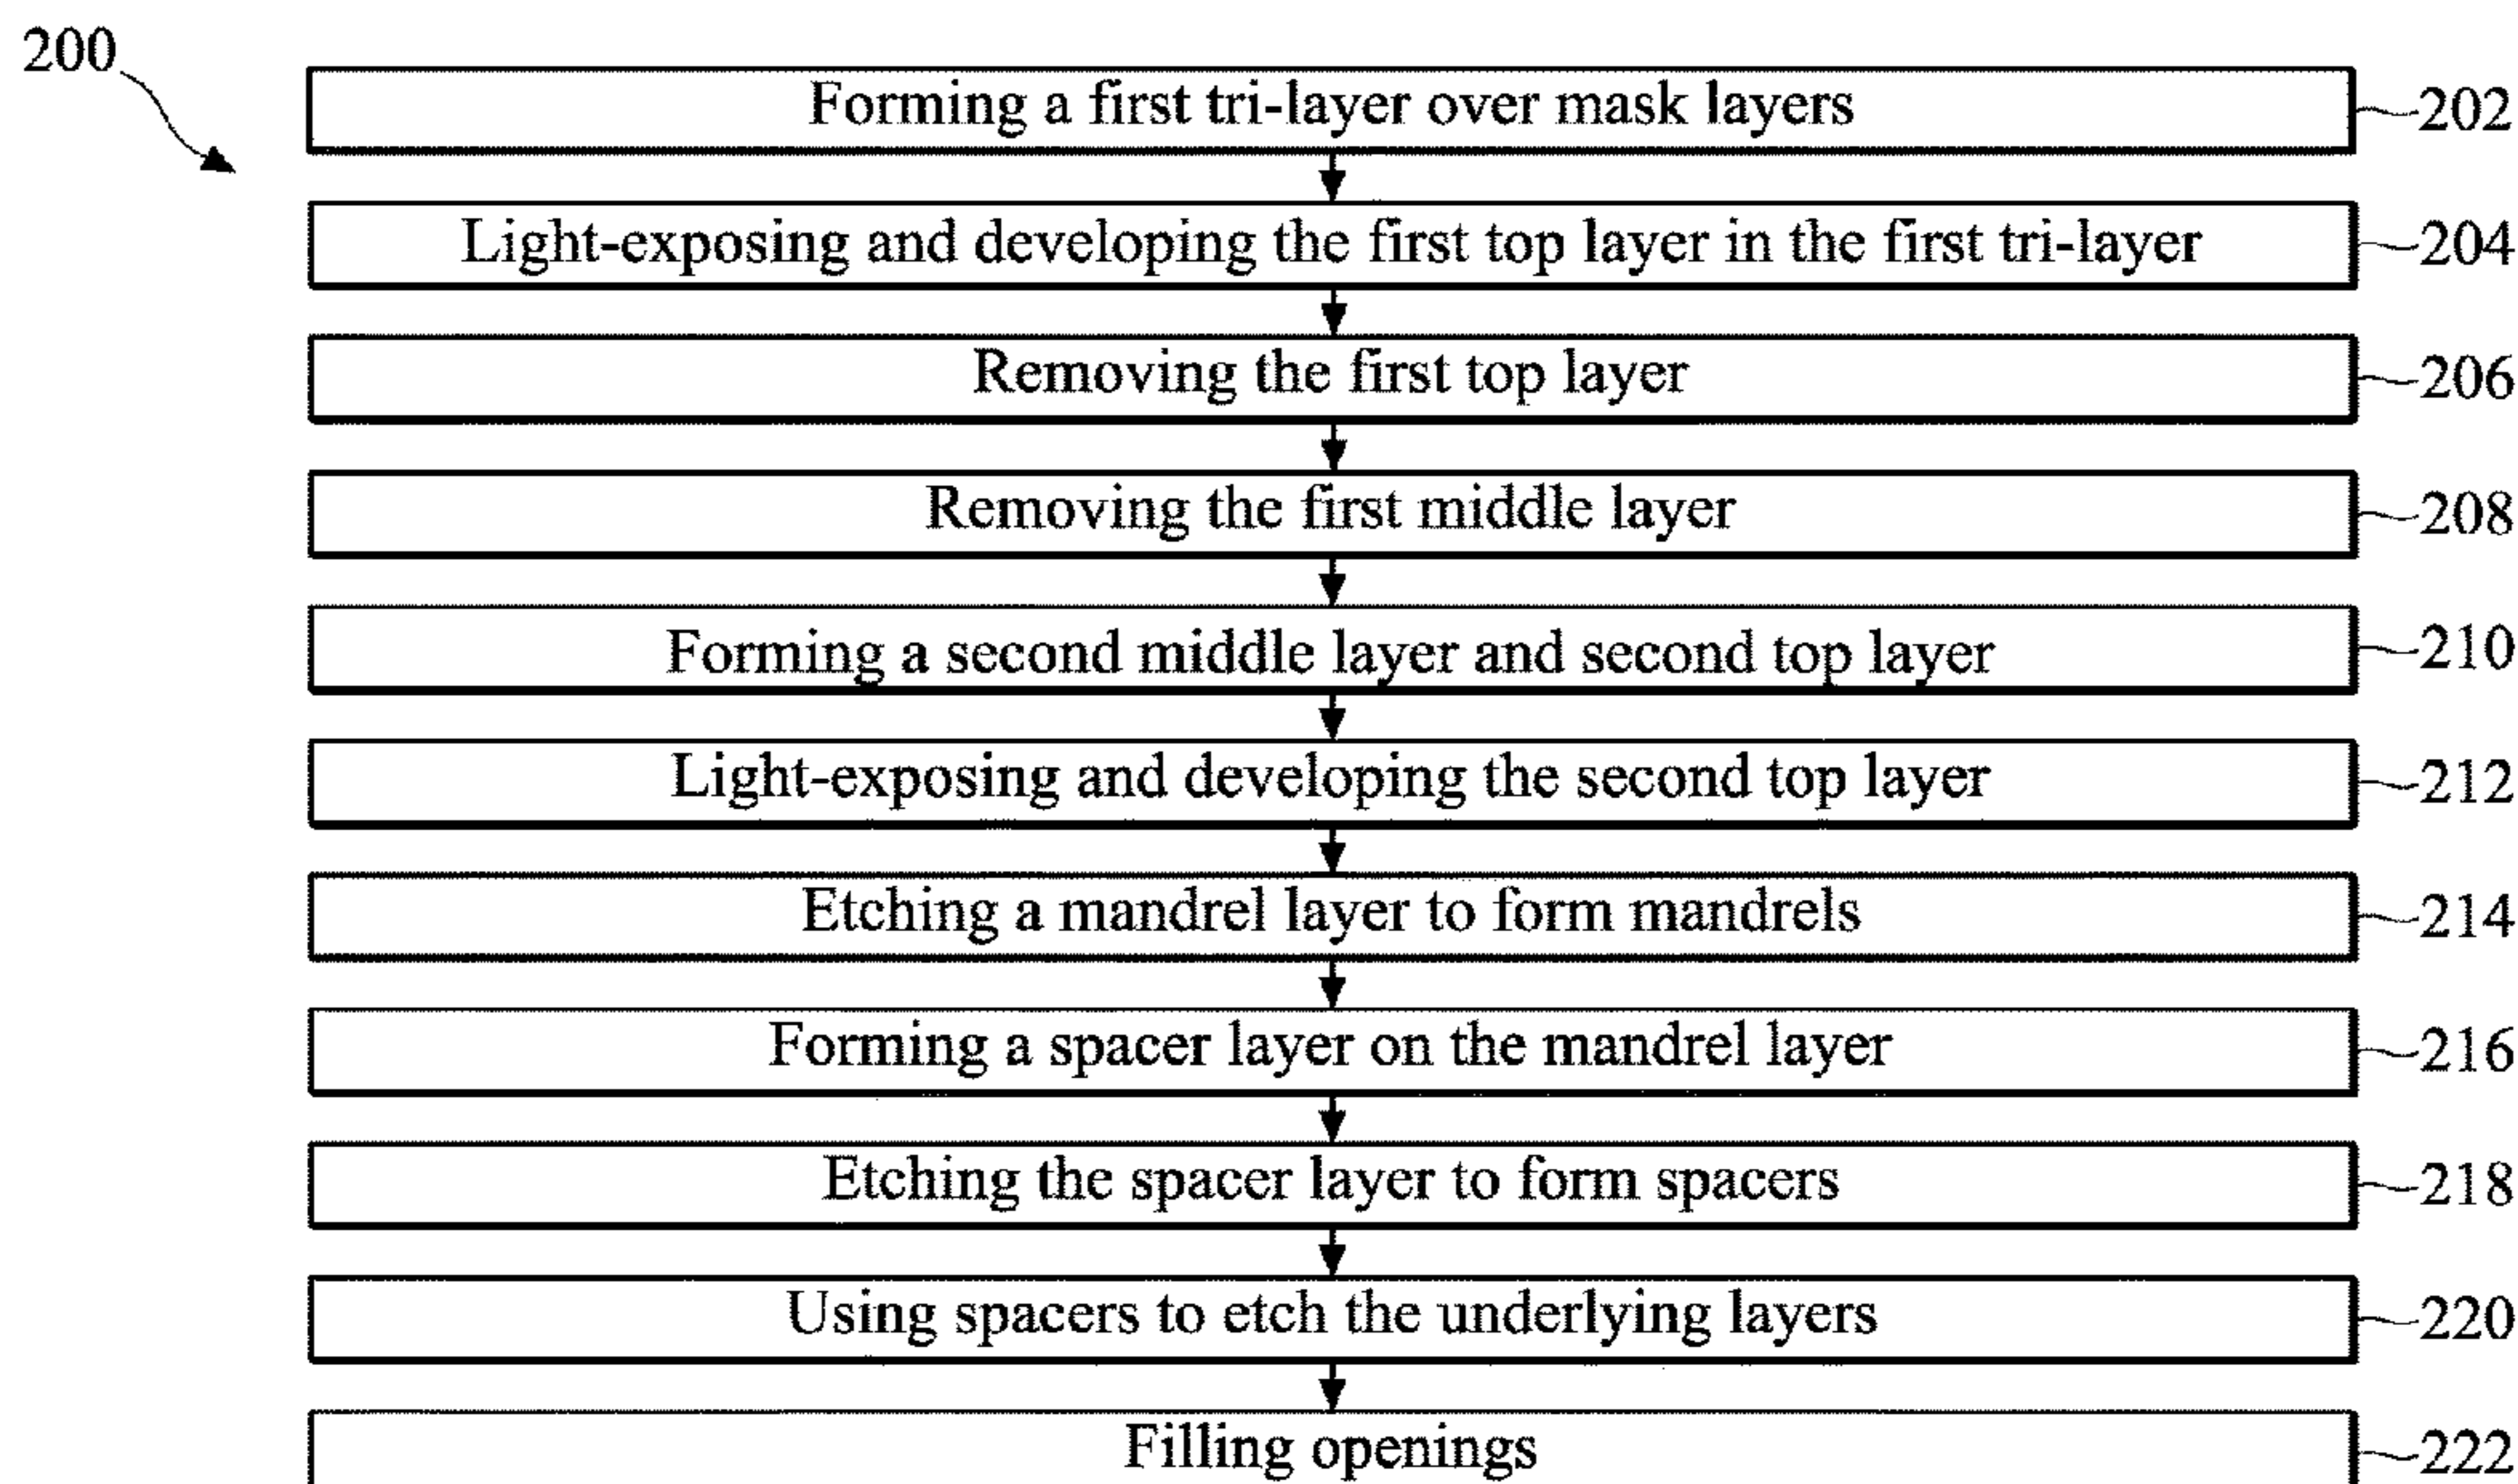 200
Forming a first tri-layer over mask layers 202
Light-exposing and developing the first top layer in the first tri-layer 204
Removing the first top layer 206
Removing the first middle layer 208
Forming a second middle layer and second top layer 210
Light-exposing and developing the second top layer 212
Etching a mandrel layer to form mandrels 214
Forming a spacer layer on the mandrel layer 216
Etching the spacer layer to form spacers 218
Using spacers to etch the underlying layers 220
Filling openings 222